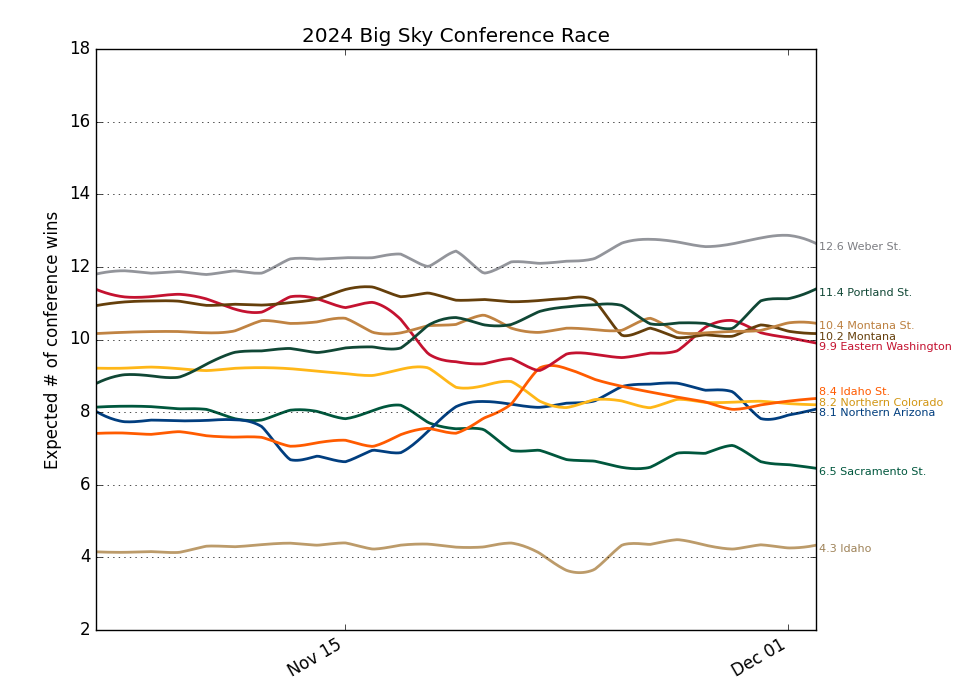 2024 Big Sky Conference Race
Expected # of conference wins
18
16
14
12
10
8
6
4
2
Nov 15
Dec 01
12.6 Weber St.
11.4 Portland St.
10.4 Montana St.
10.2 Montana
9.9 Eastern Washington
8.4 Idaho St.
8.2 Northern Colorado
8.1 Northern Arizona
6.5 Sacramento St.
4.3 Idaho